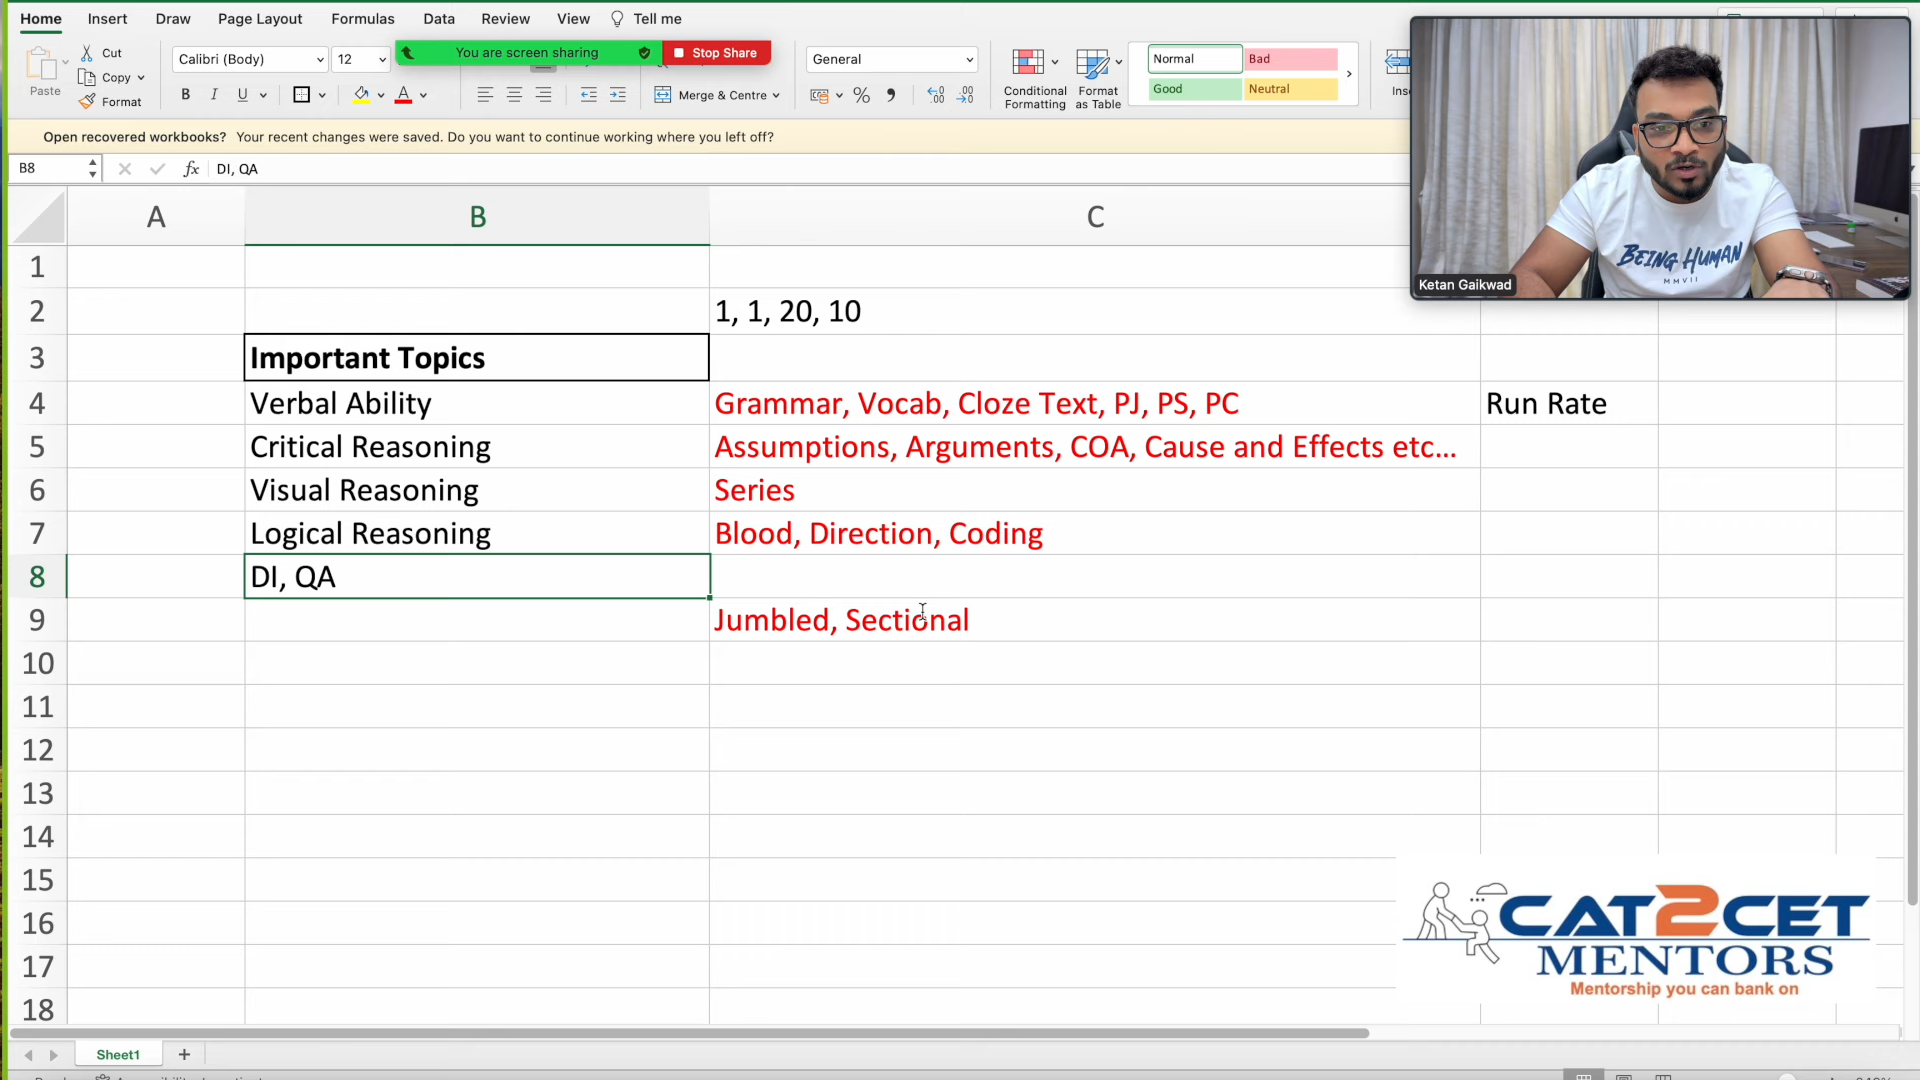 Home Insert Draw Page Layout Formulas Data Review View Tell me
Paste Cut Copy Format
Calibri (Body) 12
You are screen sharing Stop Share
B I U A
Merge & Centre
General
%
Conditional Formatting
Format as Table
Normal Bad
Good Neutral
Ins
Open recovered workbooks? Your recent changes were saved. Do you want to continue working where you left off?
B8 fx DI, QA
A B C
1
2 1, 1, 20, 10
3 Important Topics
4 Verbal Ability Grammar, Vocab, Cloze Text, PJ, PS, PC Run Rate
5 Critical Reasoning Assumptions, Arguments, COA, Cause and Effects etc...
6 Visual Reasoning Series
7 Logical Reasoning Blood, Direction, Coding
8 DI, QA
9 Jumbled, Sectional
10
11
12
13
14
15
16
17
18
BEING HUMAN
MMVII
Ketan Gaikwad
CAT2CET
MENTORS
Mentorship you can bank on
Sheet1 +